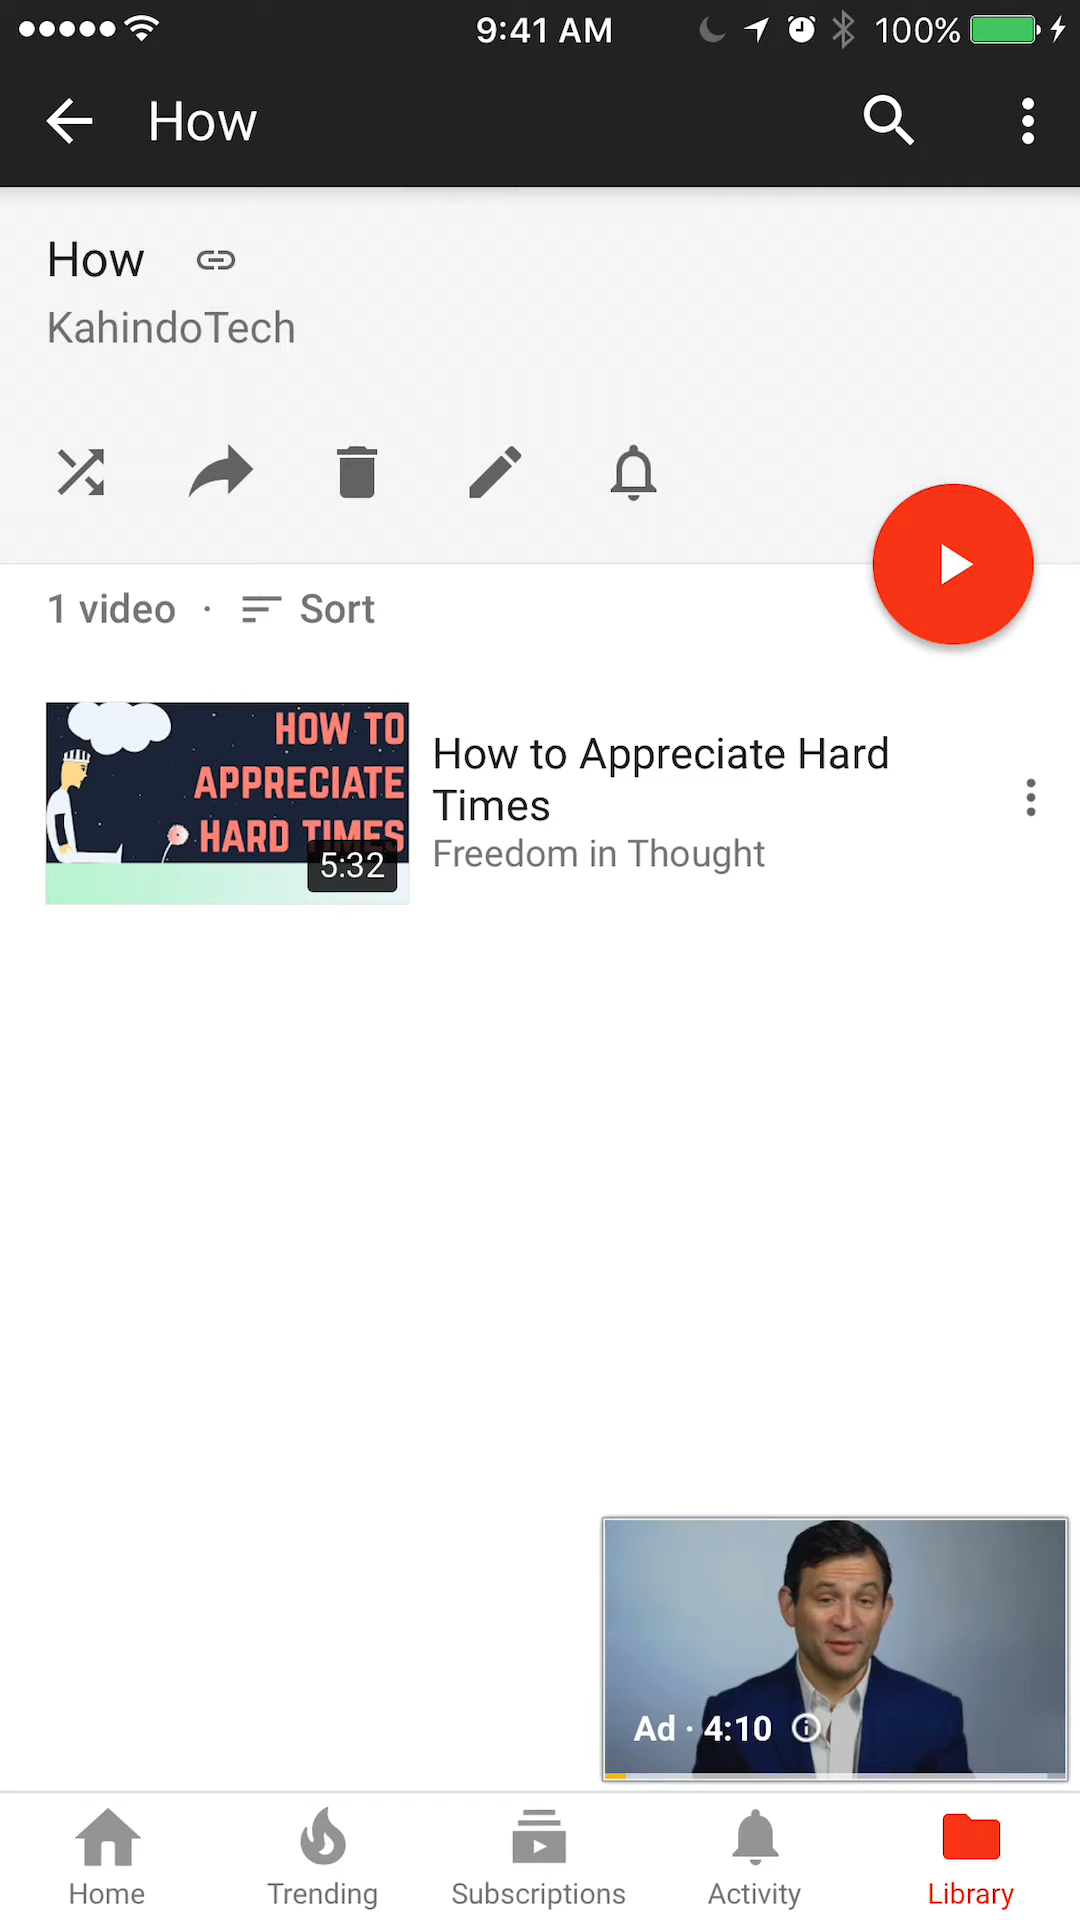 9:41 AM 100%
How
How
KahindoTech
1 video · Sort
HOW TO
APPRECIATE
HARD TIMES
5:32
How to Appreciate Hard
Times
Freedom in Thought
Ad · 4:10
Home Trending Subscriptions Activity Library